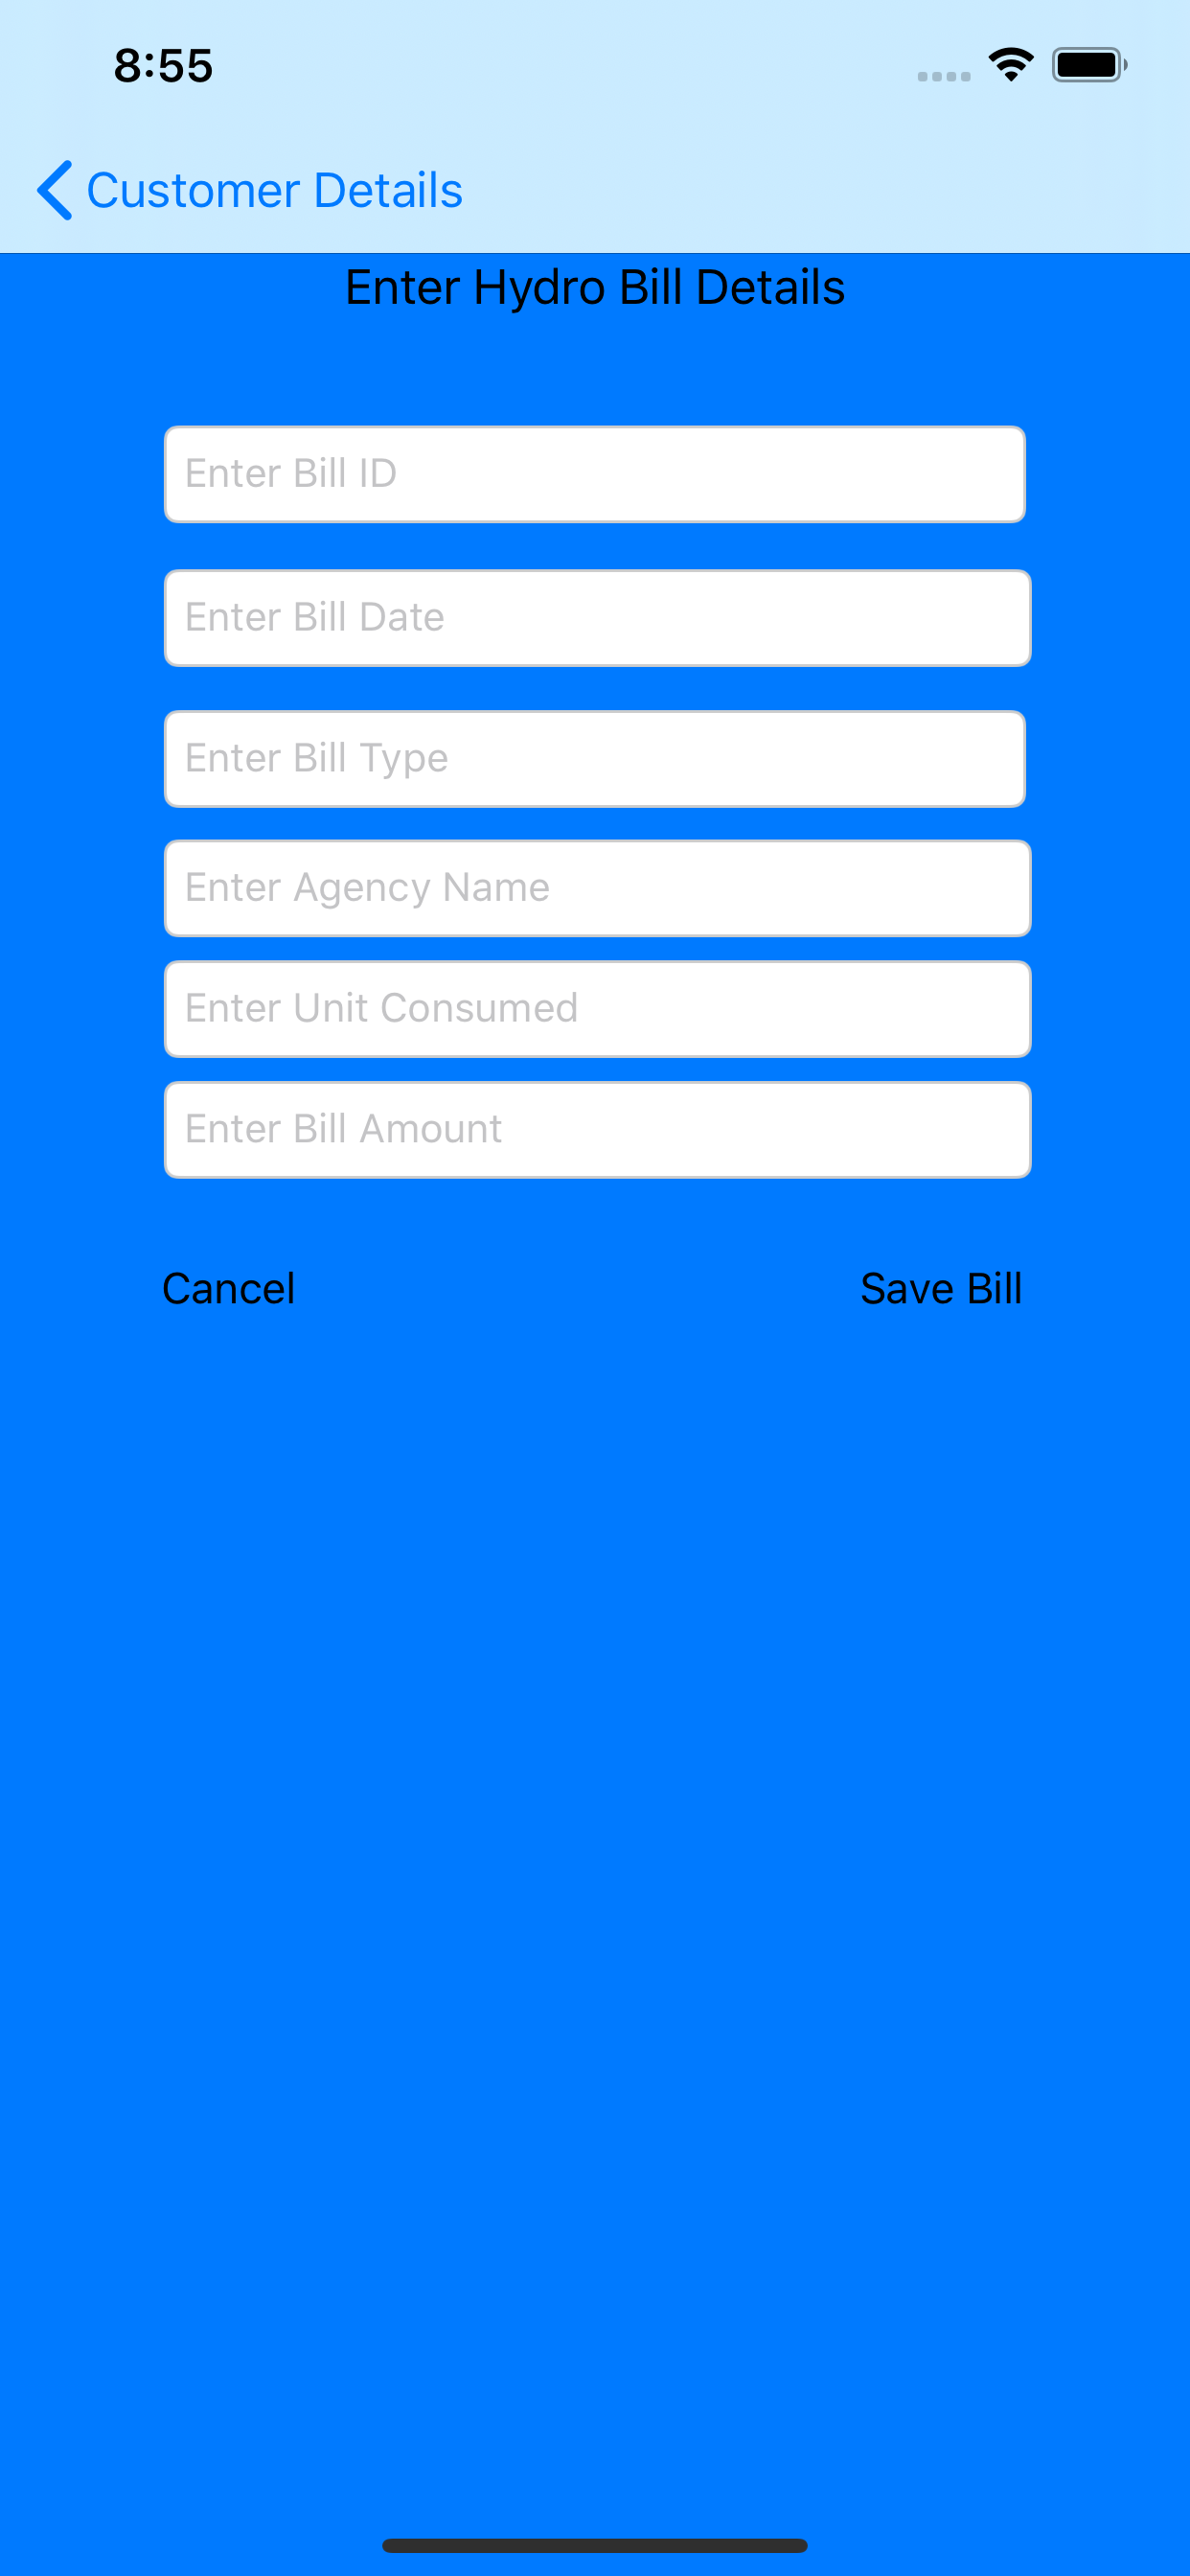 8:55
Customer Details
Enter Hydro Bill Details
Enter Bill ID
Enter Bill Date
Enter Bill Type
Enter Agency Name
Enter Unit Consumed
Enter Bill Amount
Cancel Save Bill